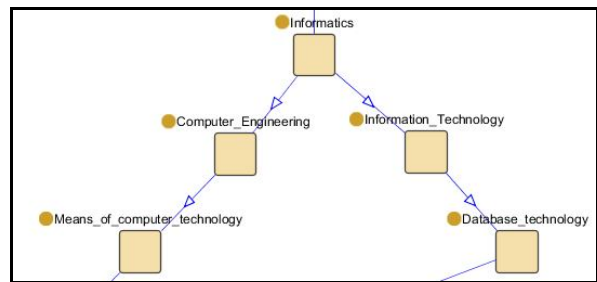 Informatics
Computer_Engineering
Information_Technology
Means_of_computer_technology
Database_technology